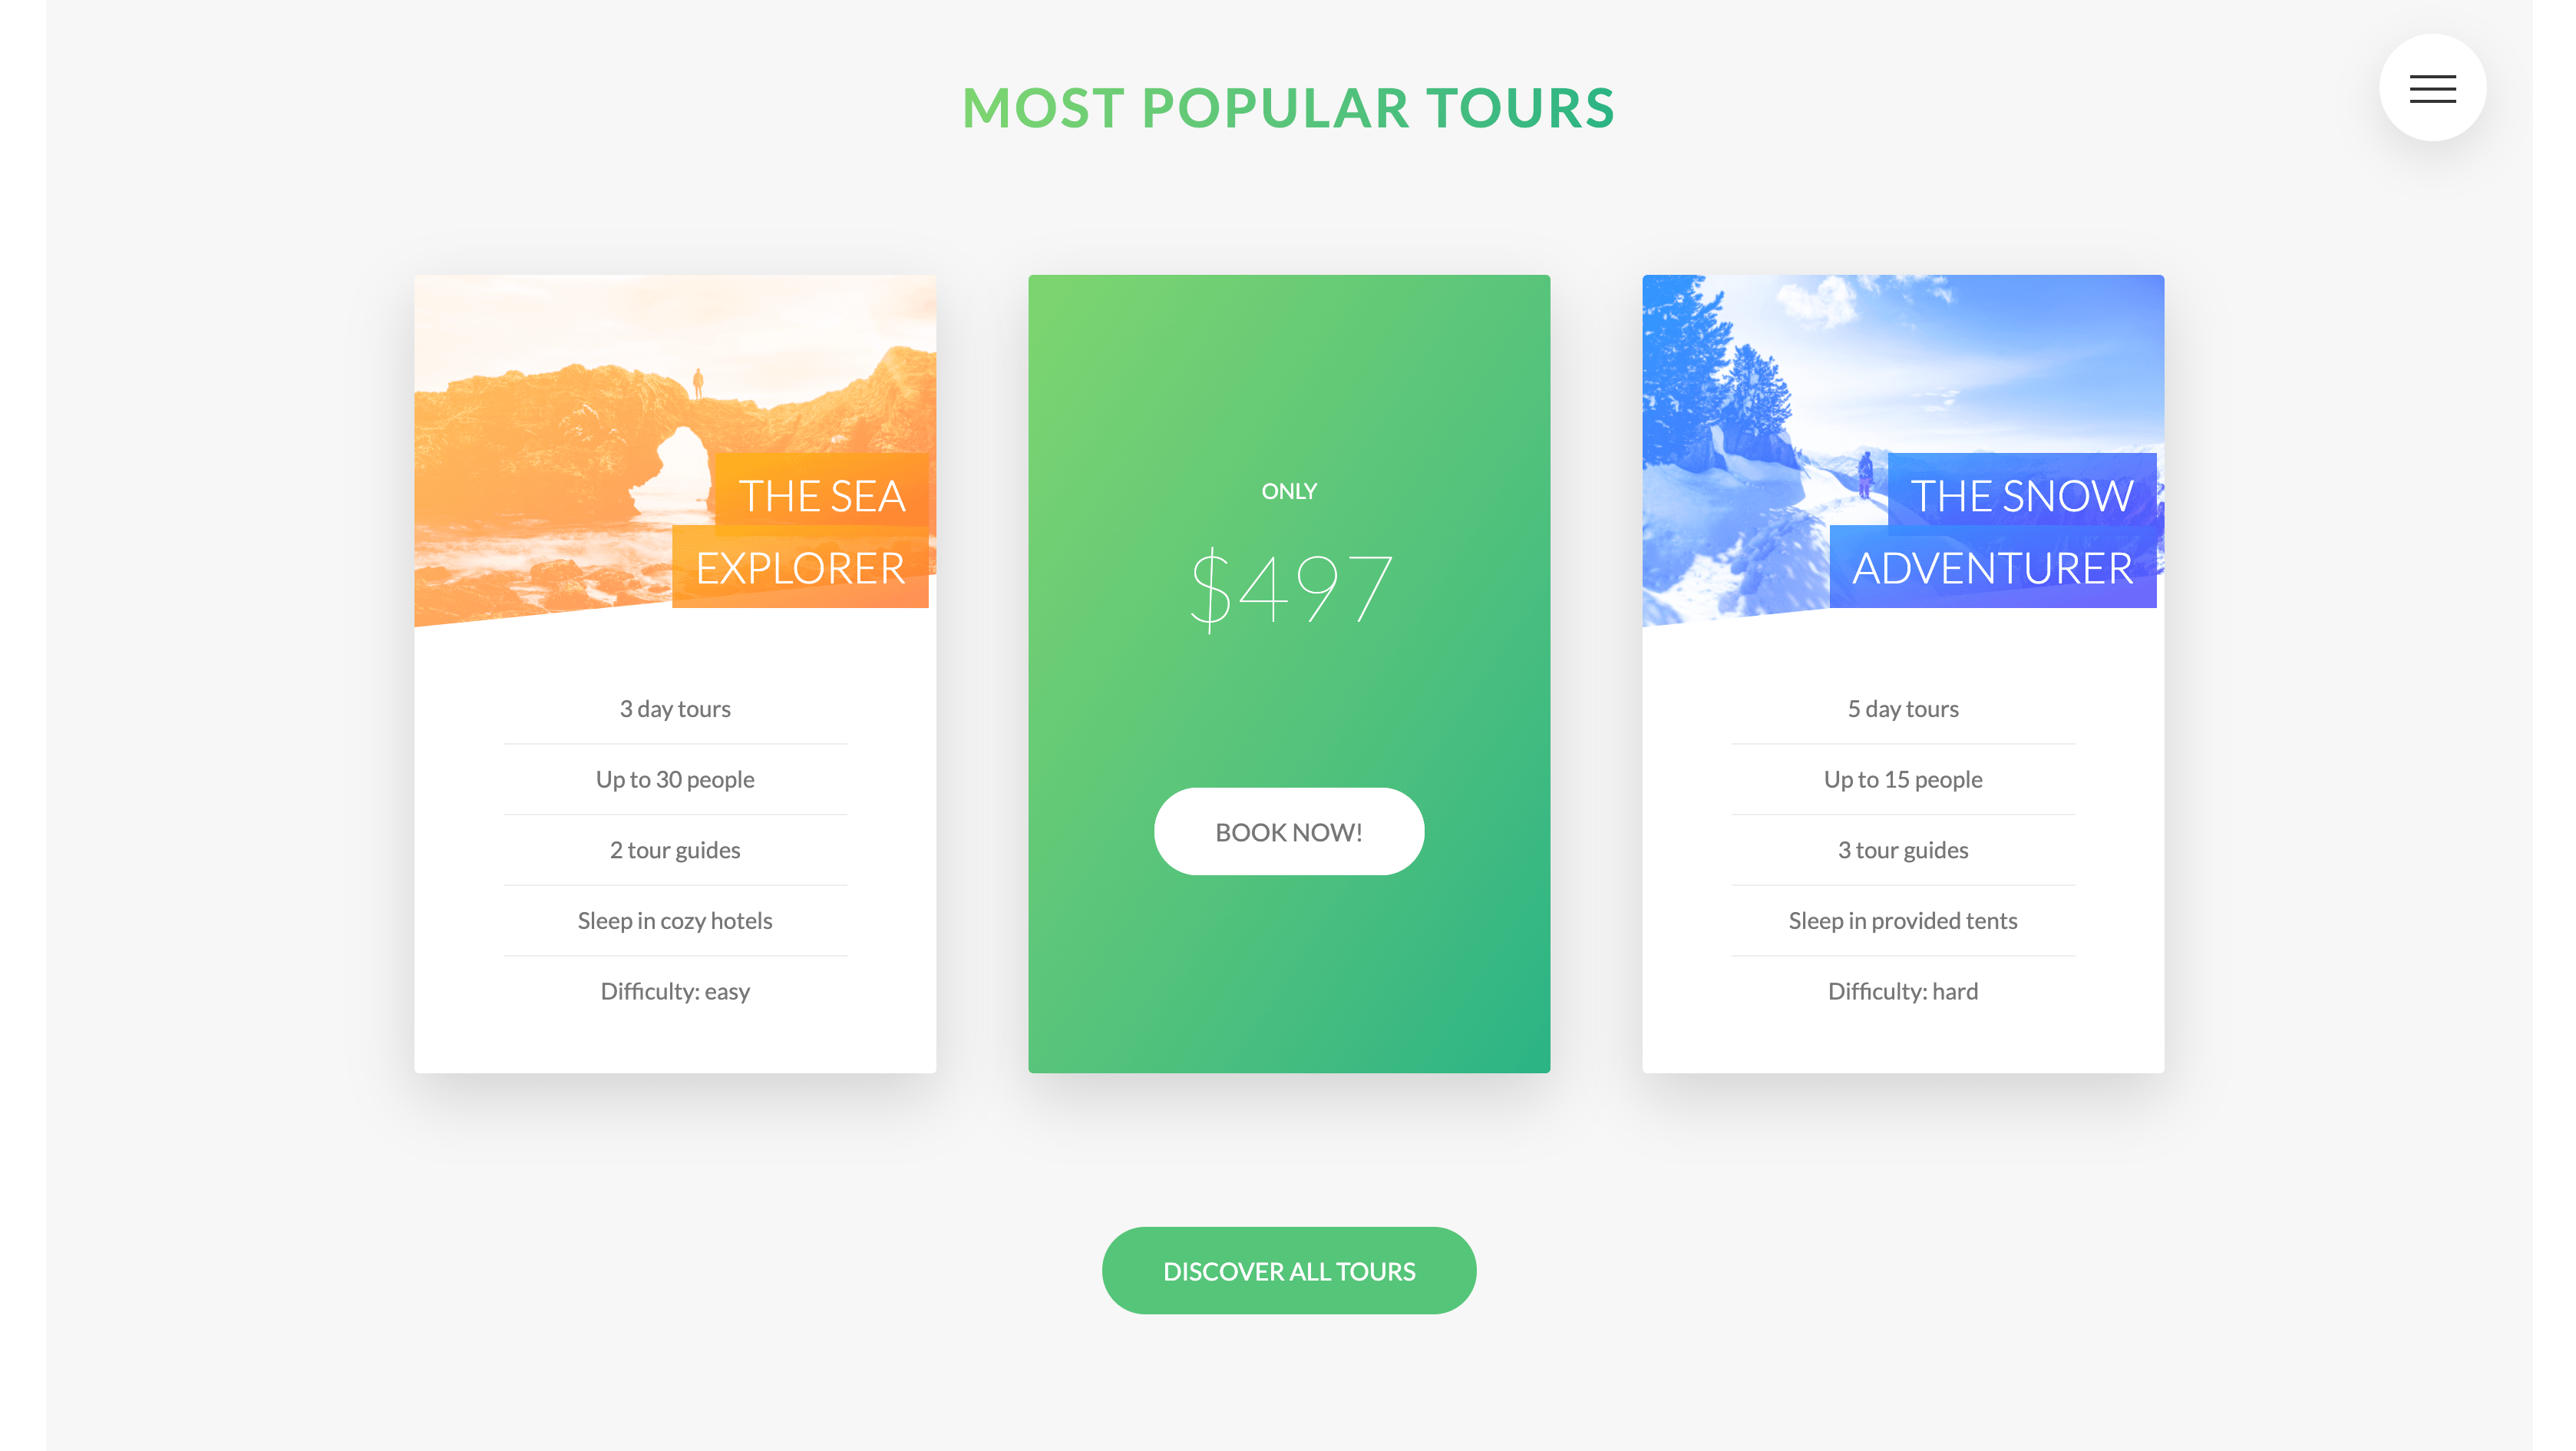 MOST POPULAR TOURS
THE SEA
EXPLORER
3 day tours
Up to 30 people
2 tour guides
Sleep in cozy hotels
Difficulty: easy
ONLY
$497
BOOK NOW!
THE SNOW
ADVENTURER
5 day tours
Up to 15 people
3 tour guides
Sleep in provided tents
Difficulty: hard
DISCOVER ALL TOURS